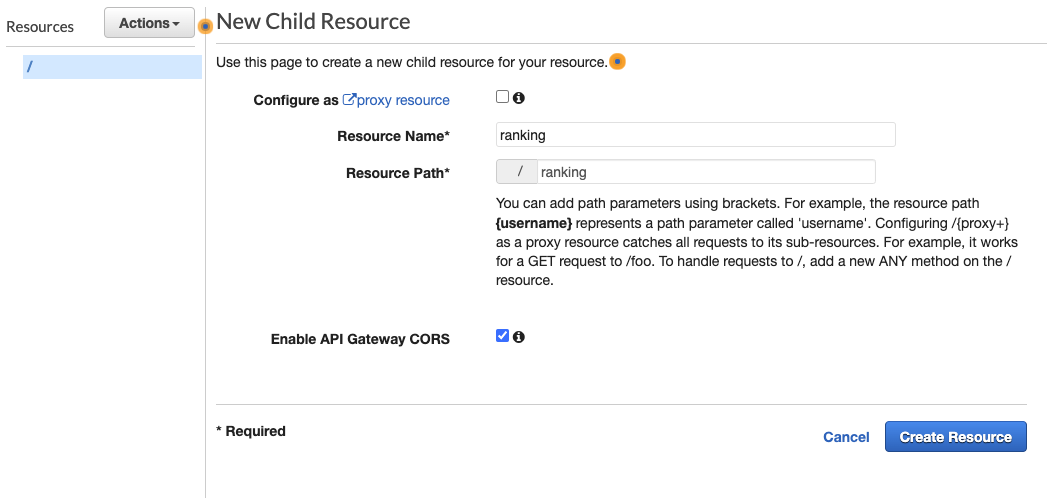 Resources
Actions
/
New Child Resource
Use this page to create a new child resource for your resource.
Configure as proxy resource
Resource Name*
ranking
Resource Path*
/ ranking
You can add path parameters using brackets. For example, the resource path
{username} represents a path parameter called 'username'. Configuring /{proxy+}
as a proxy resource catches all requests to its sub-resources. For example, it works
for a GET request to /foo. To handle requests to /, add a new ANY method on the /
resource.
Enable API Gateway CORS
* Required
Cancel
Create Resource